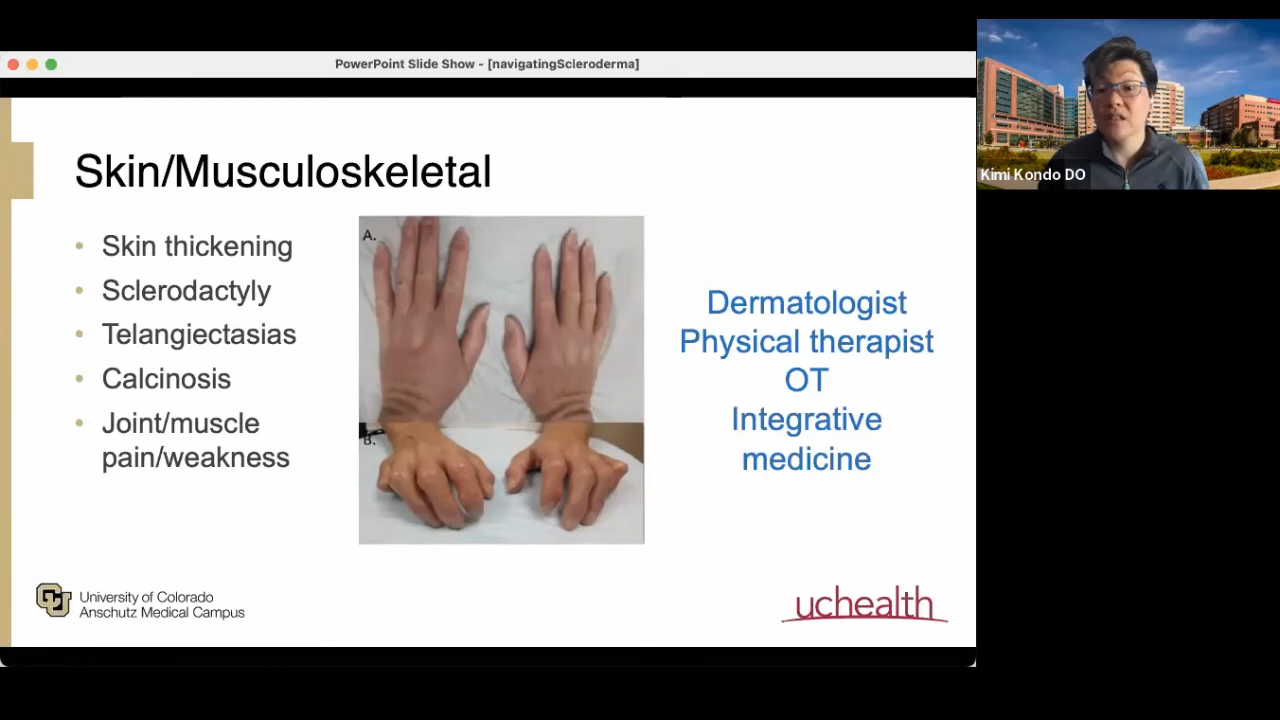 PowerPoint Slide Show - [navigatingScleroderma]
Kimi Kondo DO
Skin/Musculoskeletal
• Skin thickening
• Sclerodactyly
• Telangiectasias
• Calcinosis
• Joint/muscle
pain/weakness
A.
B.
Dermatologist
Physical therapist
OT
Integrative
medicine
CU
University of Colorado
Anschutz Medical Campus
uchealth